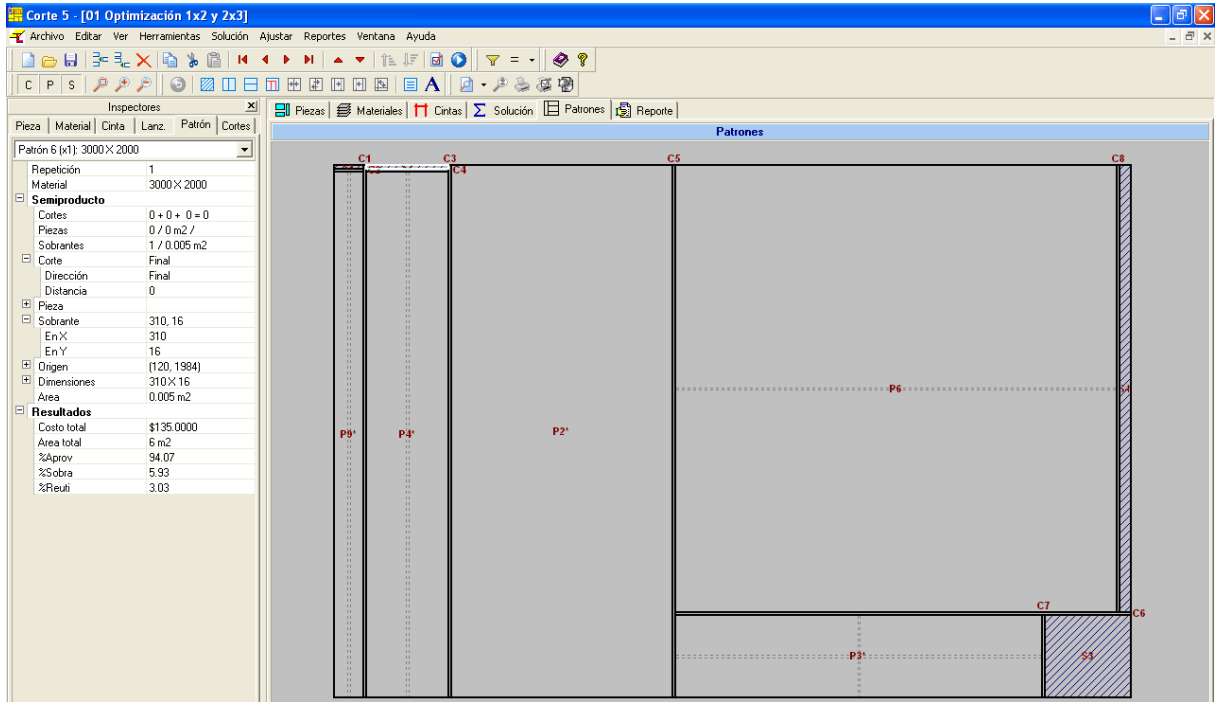 Corte 5 - [01 Optimización 1x2 y 2x3]
Archivo Editar Ver Herramientas Solución Ajustar Reportes Ventana Ayuda
C P S A
Inspectores
Pieza Material Cinta Lanz. Patrón Cortes
Piezas Materiales Cintas Solución Patrones Reporte
Patrones
Patrón 6 (x1): 3000 X 2000
Repetición 1
Material 3000 X 2000
Semiproducto
Cortes 0 + 0 + 0 = 0
Piezas 0 / 0 m2 /
Sobrantes 1 / 0.005 m2
Corte Final
Dirección Final
Distancia 0
Pieza
Sobrante 310, 16
En X 310
En Y 16
Origen (120, 1984)
Dimensiones 310 X 16
Area 0.005 m2
Resultados
Costo total $135.0000
Area total 6 m2
%Aprov 94.07
%Sobra 5.93
%Reuti 3.03
C1 C3 C5 C8
C4
P6 S4
P9* P4* P2*
C7 C6
P3* S3